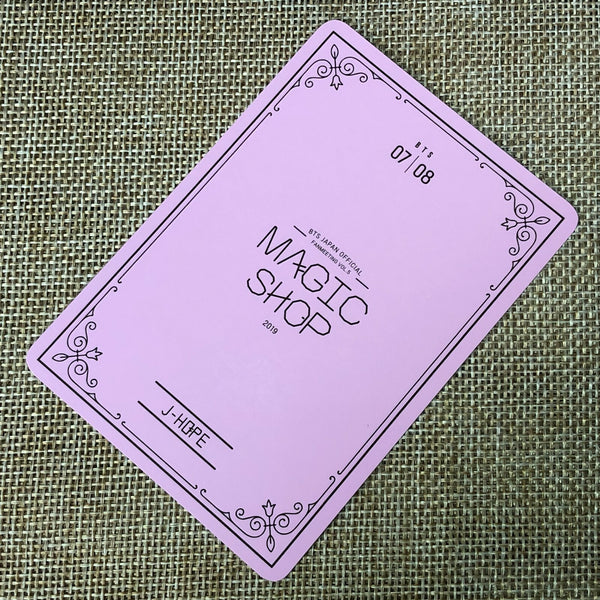 BTS
07|08
BTS JAPAN OFFICIAL
FANMEETING VOL.5
MAGIC
SHOP
2019
J-HOPE